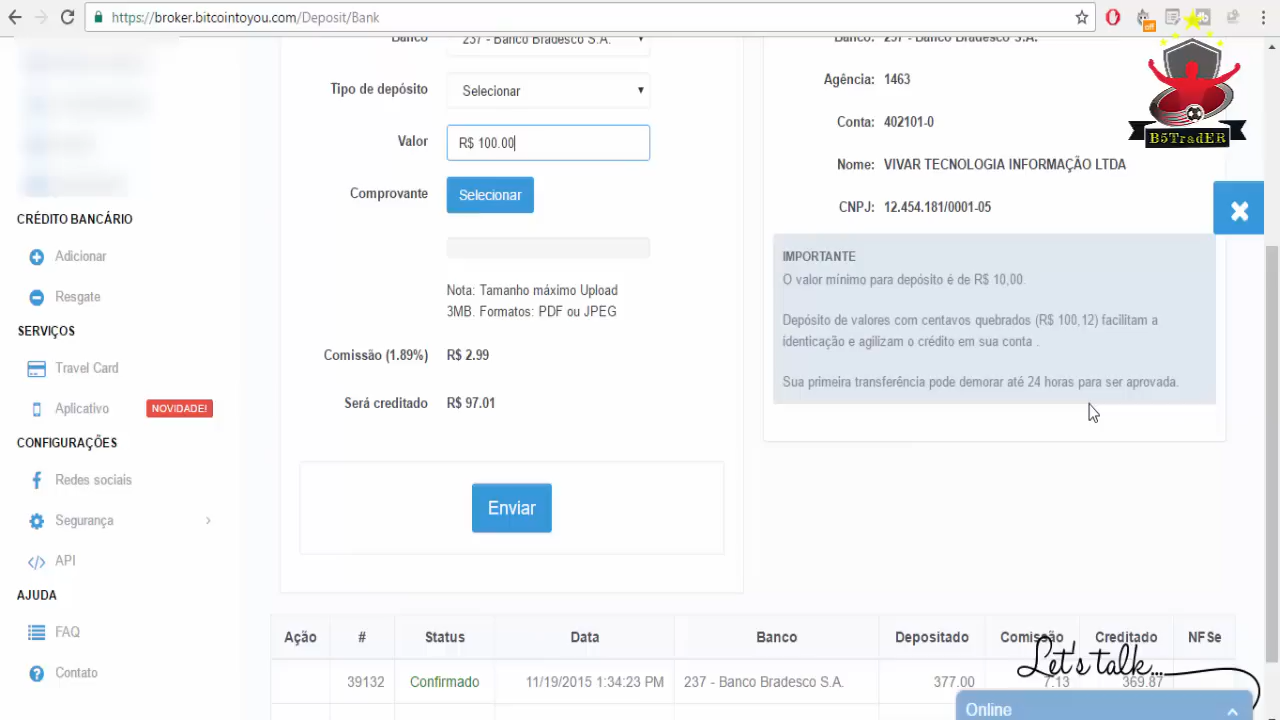 https://broker.bitcointoyou.com/Deposit/Bank
off
Banco
237 - Banco Bradesco S.A.
Tipo de depósito
Selecionar
Valor
R$ 100.00
Comprovante
Selecionar
Nota: Tamanho máximo Upload
3MB. Formatos: PDF ou JPEG
Comissão (1.89%)
R$ 2.99
Será creditado
R$ 97.01
Enviar
Banco: 237 - Banco Bradesco S.A.
Agência: 1463
Conta: 402101-0
Nome: VIVAR TECNOLOGIA INFORMAÇÃO LTDA
CNPJ: 12.454.181/0001-05
IMPORTANTE
O valor mínimo para depósito é de R$ 10,00.
Depósito de valores com centavos quebrados (R$ 100,12) facilitam a
identicação e agilizam o crédito em sua conta .
Sua primeira transferência pode demorar até 24 horas para ser aprovada.
B5TradER
CRÉDITO BANCÁRIO
Adicionar
Resgate
SERVIÇOS
Travel Card
Aplicativo
NOVIDADE!
CONFIGURAÇÕES
Redes sociais
Segurança
API
AJUDA
FAQ
Contato
Ação # Status Data Banco Depositado Comissão Creditado NFSe
39132 Confirmado 11/19/2015 1:34:23 PM 237 - Banco Bradesco S.A. 377.00 7.13 369.87
Let's talk...
Online